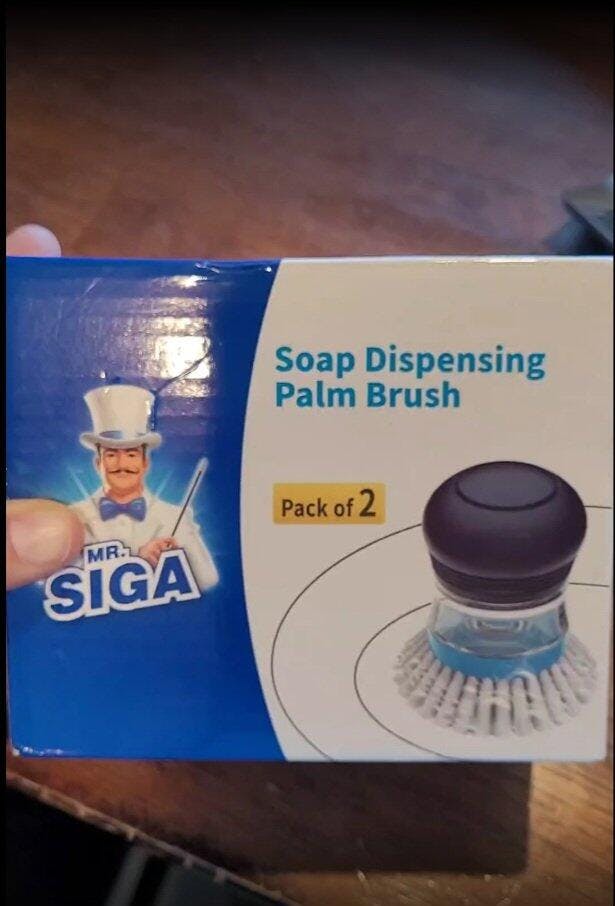 Soap Dispensing
Palm Brush
Pack of 2
MR.
SIGA